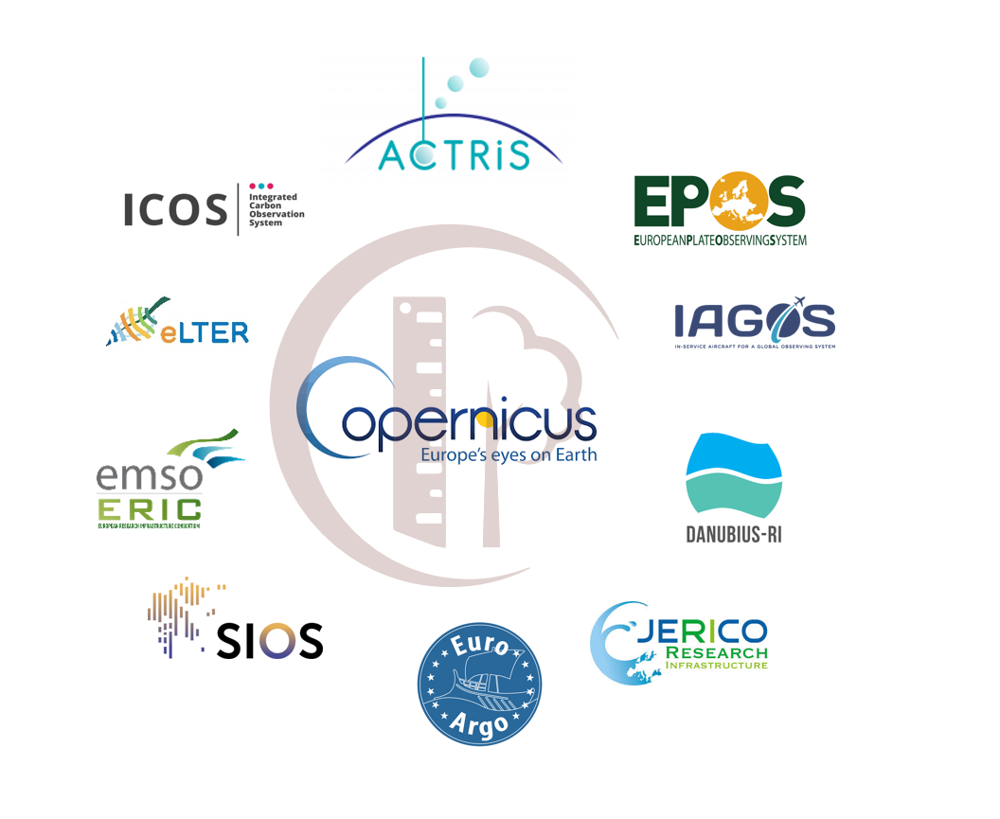 ACTRiS
ICOS
Integrated
Carbon
Observation
System
EPOS
EUROPEANPLATEOBSERVINGSYSTEM
eLTER
IAGOS
IN-SERVICE AIRCRAFT FOR A GLOBAL OBSERVING SYSTEM
Copernicus
Europe's eyes on Earth
emso
ERIC
EUROPEAN RESEARCH INFRASTRUCTURE CONSORTIUM
DANUBIUS-RI
SIOS
Euro
Argo
JERICO
RESEARCH
INFRASTRUCTURE